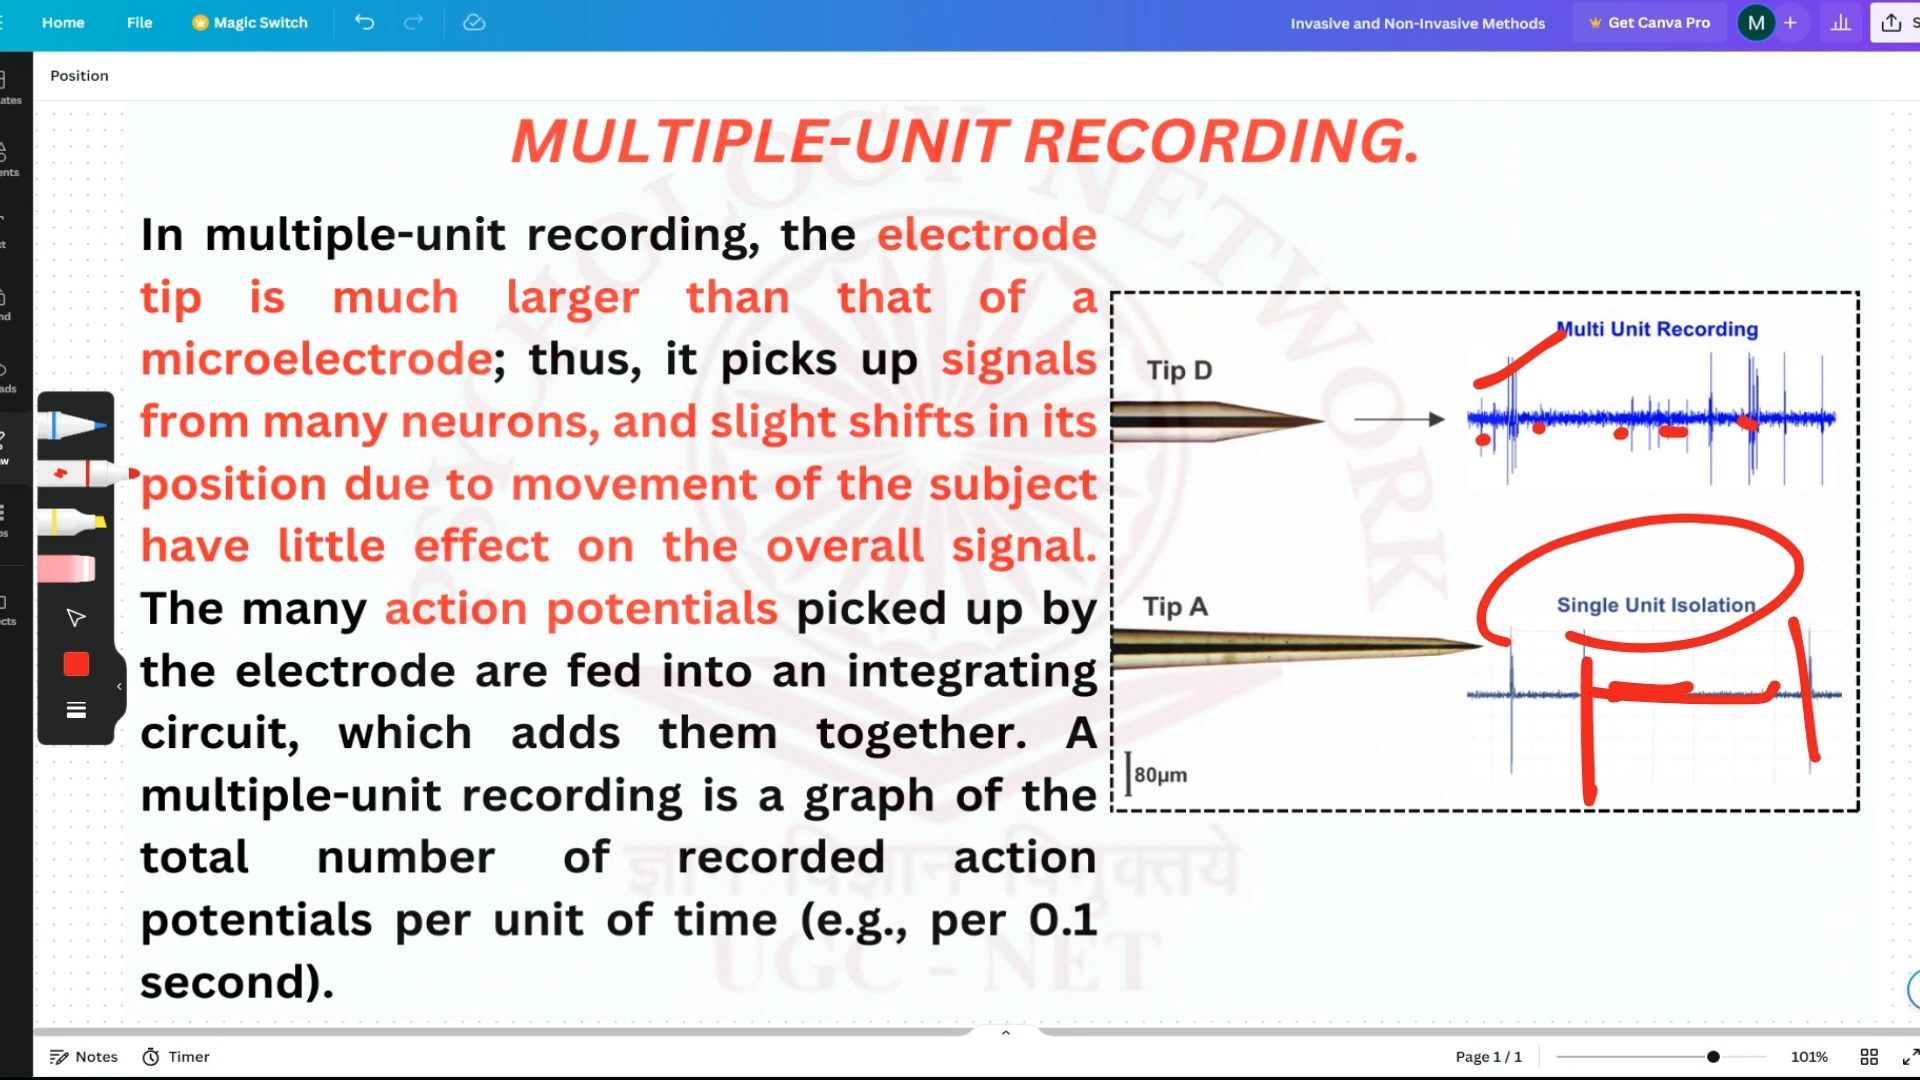 Home File Magic Switch Invasive and Non-Invasive Methods Get Canva Pro M + S
Position
MULTIPLE-UNIT RECORDING.
In multiple-unit recording, the electrode
tip is much larger than that of a
microelectrode; thus, it picks up signals
from many neurons, and slight shifts in its
position due to movement of the subject
have little effect on the overall signal.
The many action potentials picked up by
the electrode are fed into an integrating
circuit, which adds them together. A
multiple-unit recording is a graph of the
total number of recorded action
potentials per unit of time (e.g., per 0.1
second).
Multi Unit Recording
Tip D
Single Unit Isolation
Tip A
80µm
PSYCHOLOGY NETWORK
ज्ञान-विज्ञान विमुक्तये
UGC - NET
Notes Timer Page 1 / 1 101%